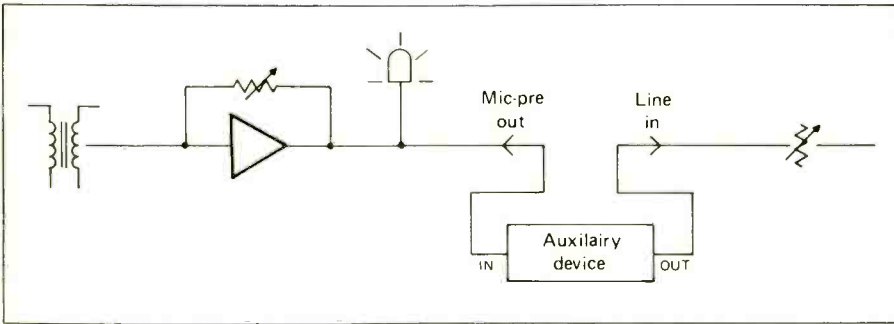 Mic-pre
out
Line
in
Auxilairy
device
IN
OUT